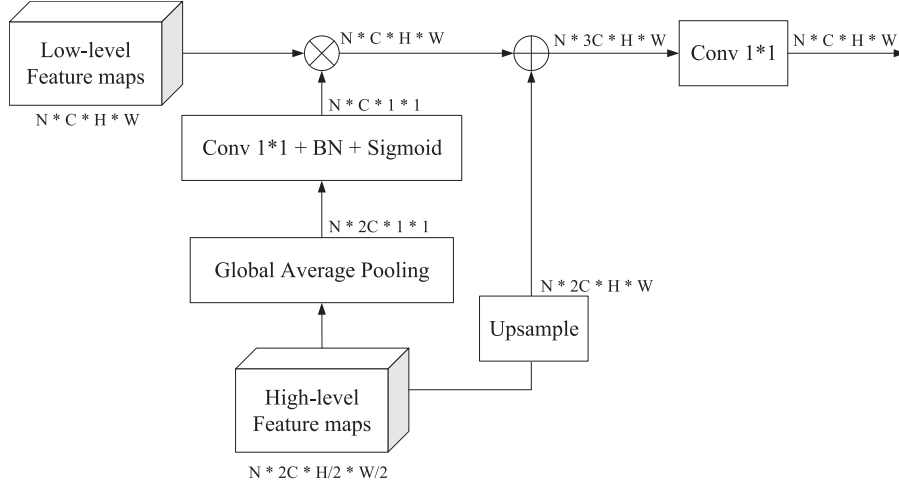 Low-level
Feature maps
N * C * H * W
N * C * H * W
N * 3C * H * W
Conv 1*1
N * C * H * W
N * C * 1 * 1
Conv 1*1 + BN + Sigmoid
N * 2C * 1 * 1
Global Average Pooling
N * 2C * H * W
Upsample
High-level
Feature maps
N * 2C * H/2 * W/2